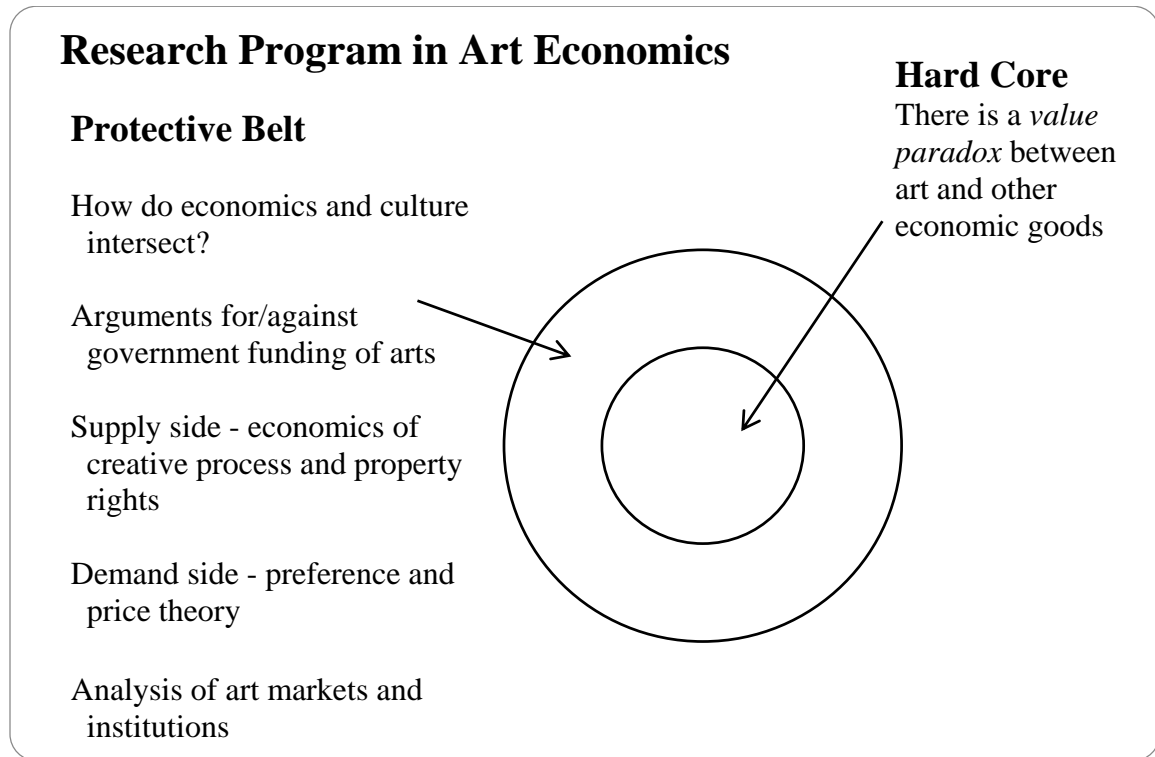 Research Program in Art Economics
Protective Belt
How do economics and culture
intersect?
Arguments for/against
government funding of arts
Supply side - economics of
creative process and property
rights
Demand side - preference and
price theory
Analysis of art markets and
institutions
Hard Core
There is a value
paradox between
art and other
economic goods